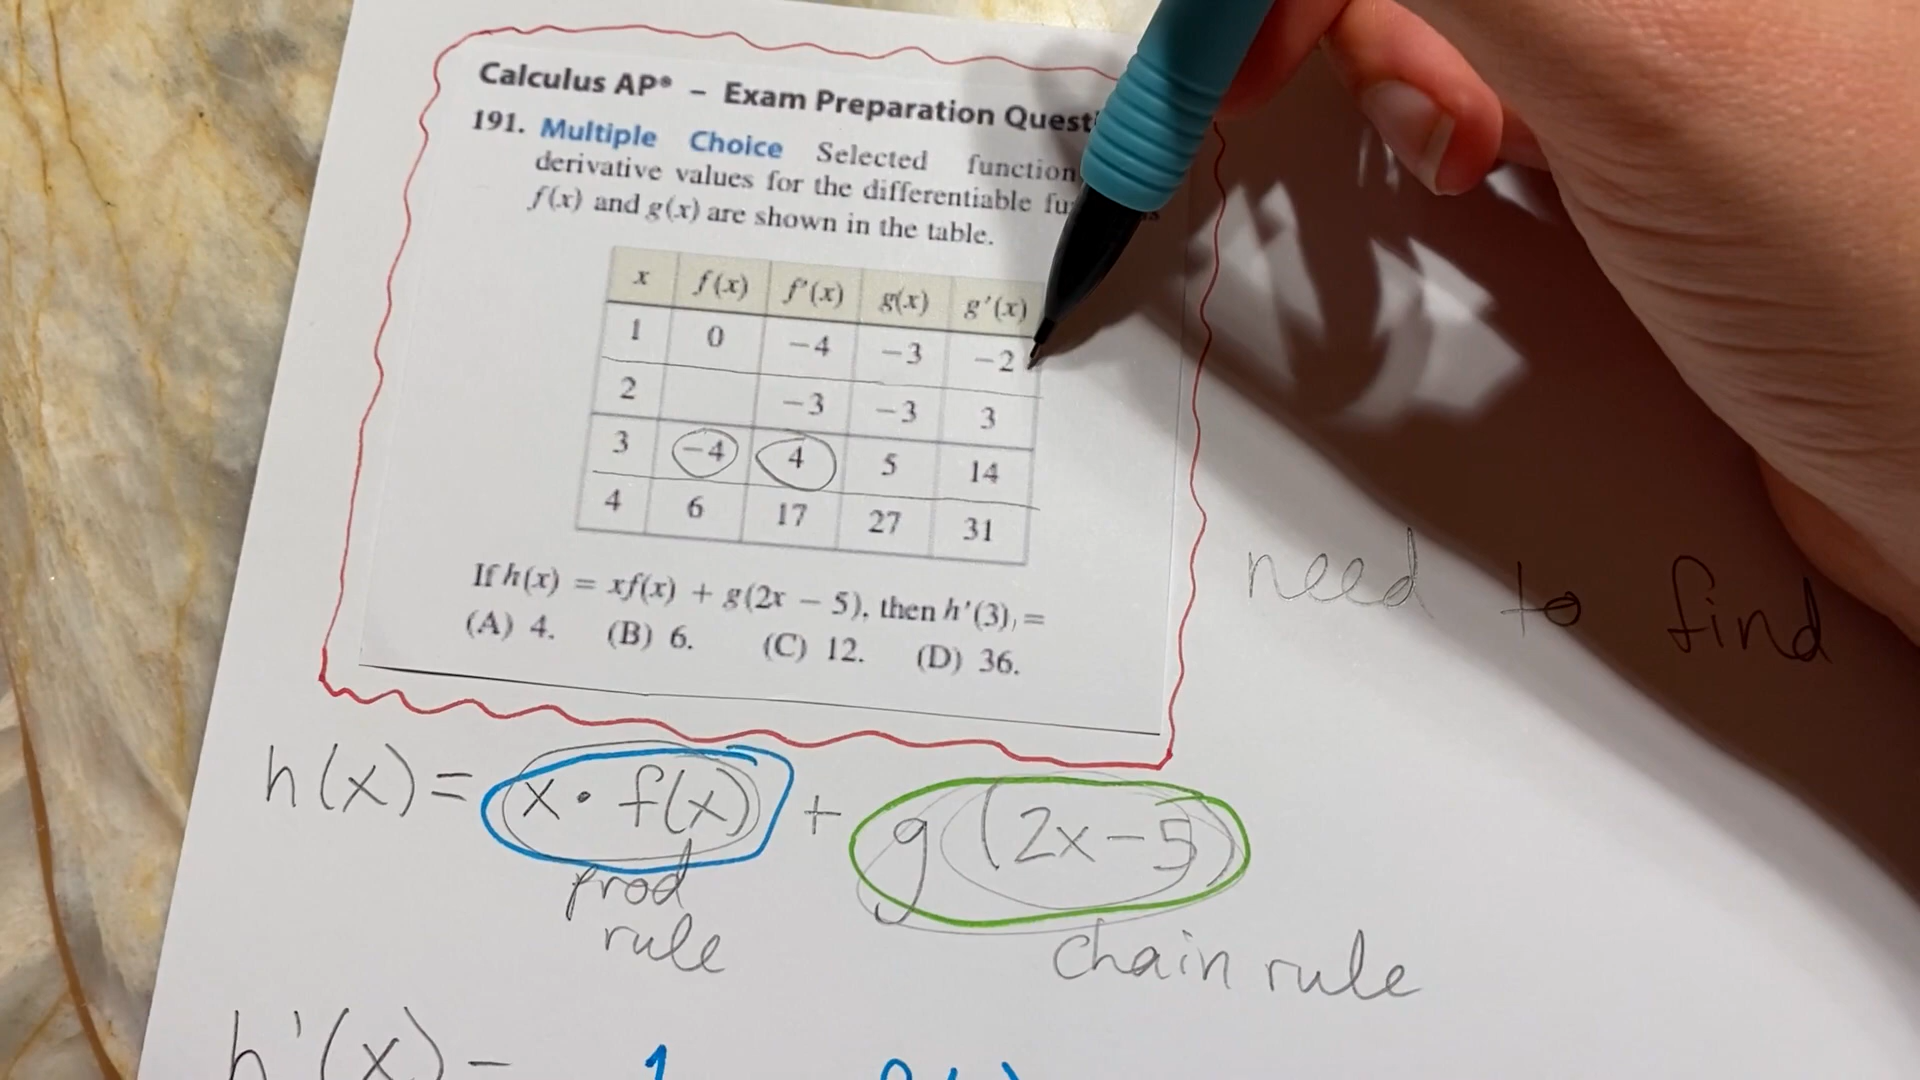 Calculus AP® – Exam Preparation Quest
191. Multiple Choice Selected function
derivative values for the differentiable
f(x) and g(x) are shown in the table.
x f(x) f'(x) g(x) g'(x)
1 0 −4 −3 −2
2 −3 −3 3
3 −4 4 5 14
4 6 17 27 31
If h(x) = xf(x) + g(2x − 5), then h'(3), =
(A) 4. (B) 6. (C) 12. (D) 36.
need to find
h(x) = x · f(x) + g(2x−5)
prod
rule
chain rule
h'(x)